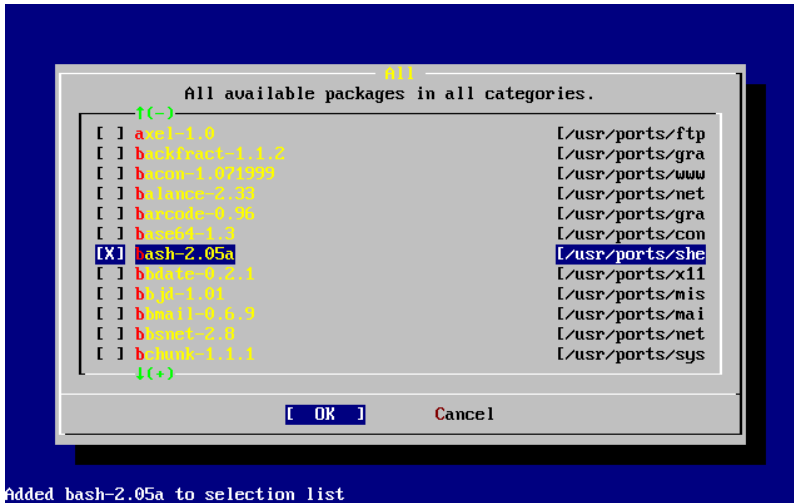 All
All available packages in all categories.
↑(-)
[ ] axel-1.0 [/usr/ports/ftp
[ ] backfract-1.1.2 [/usr/ports/gra
[ ] bacon-1.071999 [/usr/ports/www
[ ] balance-2.33 [/usr/ports/net
[ ] barcode-0.96 [/usr/ports/gra
[ ] base64-1.3 [/usr/ports/con
[X] bash-2.05a [/usr/ports/she
[ ] bbdate-0.2.1 [/usr/ports/x11
[ ] bbjd-1.01 [/usr/ports/mis
[ ] bbmail-0.6.9 [/usr/ports/mai
[ ] bbsnet-2.8 [/usr/ports/net
[ ] bchunk-1.1.1 [/usr/ports/sys
↓(+)
[ OK ] Cancel
Added bash-2.05a to selection list